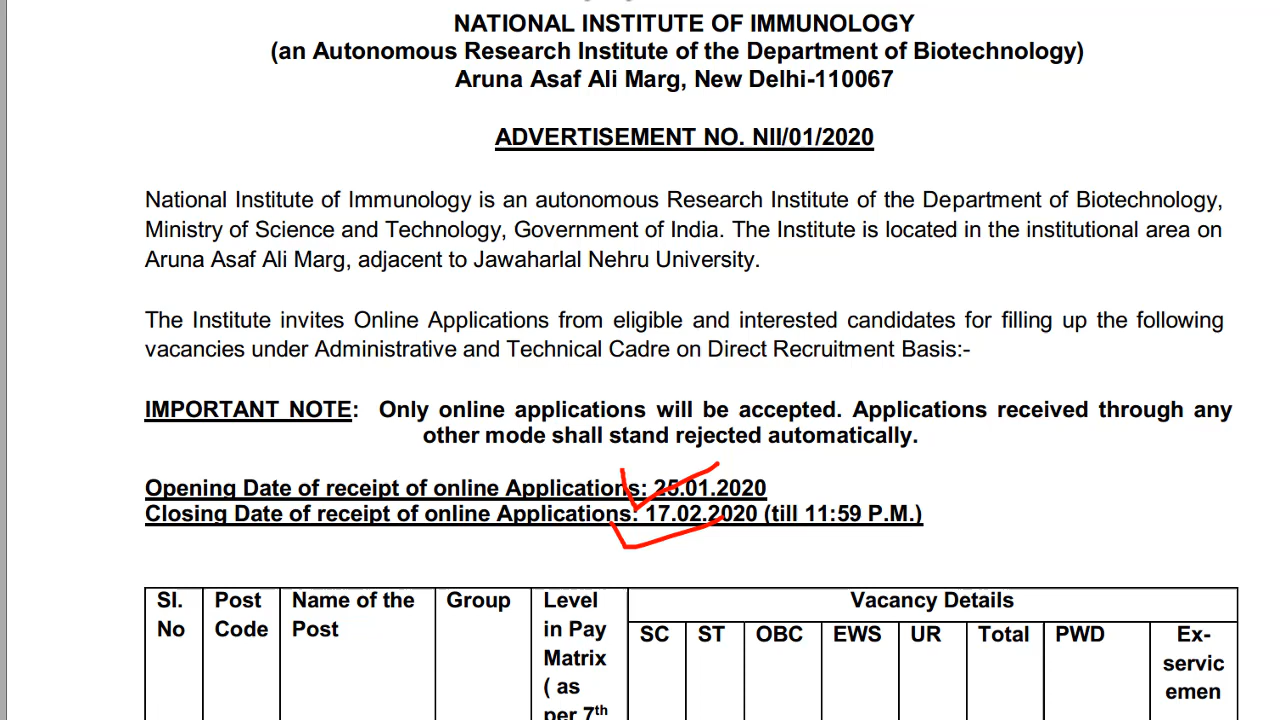 NATIONAL INSTITUTE OF IMMUNOLOGY
(an Autonomous Research Institute of the Department of Biotechnology)
Aruna Asaf Ali Marg, New Delhi-110067
ADVERTISEMENT NO. NII/01/2020
National Institute of Immunology is an autonomous Research Institute of the Department of Biotechnology,
Ministry of Science and Technology, Government of India. The Institute is located in the institutional area on
Aruna Asaf Ali Marg, adjacent to Jawaharlal Nehru University.
The Institute invites Online Applications from eligible and interested candidates for filling up the following
vacancies under Administrative and Technical Cadre on Direct Recruitment Basis:-
IMPORTANT NOTE: Only online applications will be accepted. Applications received through any
other mode shall stand rejected automatically.
Opening Date of receipt of online Applications: 25.01.2020
Closing Date of receipt of online Applications: 17.02.2020 (till 11:59 P.M.)
Sl. No
Post Code
Name of the Post
Group
Level in Pay Matrix ( as per 7th
Vacancy Details
SC ST OBC EWS UR Total PWD Ex-servicemen